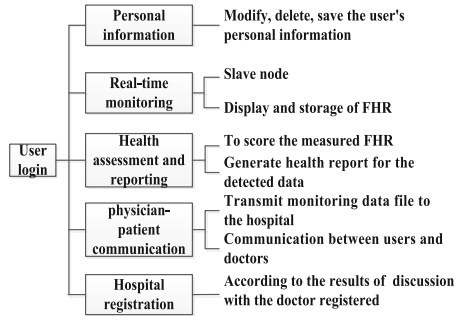 Personal
information
Modify, delete, save the user's
personal information
Real-time
monitoring
Slave node
Display and storage of FHR
User
login
Health
assessment and
reporting
To score the measured FHR
Generate health report for the
detected data
physician-
patient
communication
Transmit monitoring data file to
the hospital
Communication between users and
doctors
Hospital
registration
According to the results of discussion
with the doctor registered